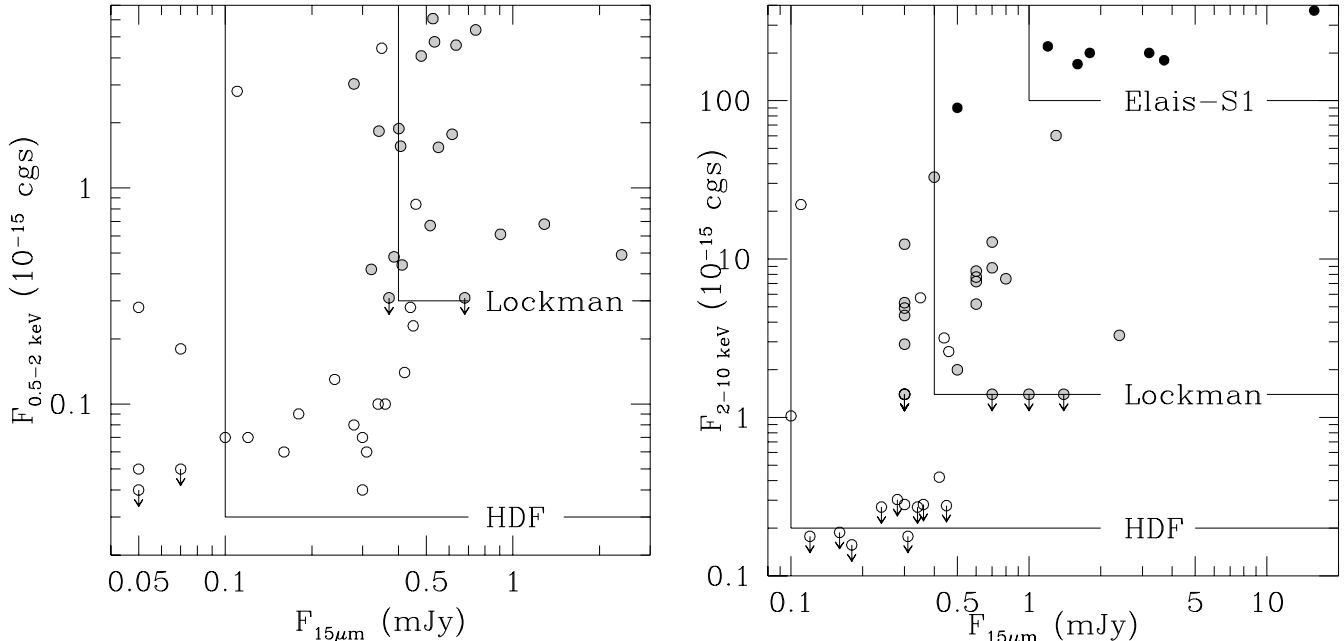 F0.5−2 keV (10−15 cgs)
1
0.1
Lockman
HDF
0.05 0.1 0.5 1
F15μm (mJy)
F2−10 keV (10−15 cgs)
100
10
1
0.1
Elais−S1
Lockman
HDF
0.1 0.5 1 5 10
F15μm (mJy)